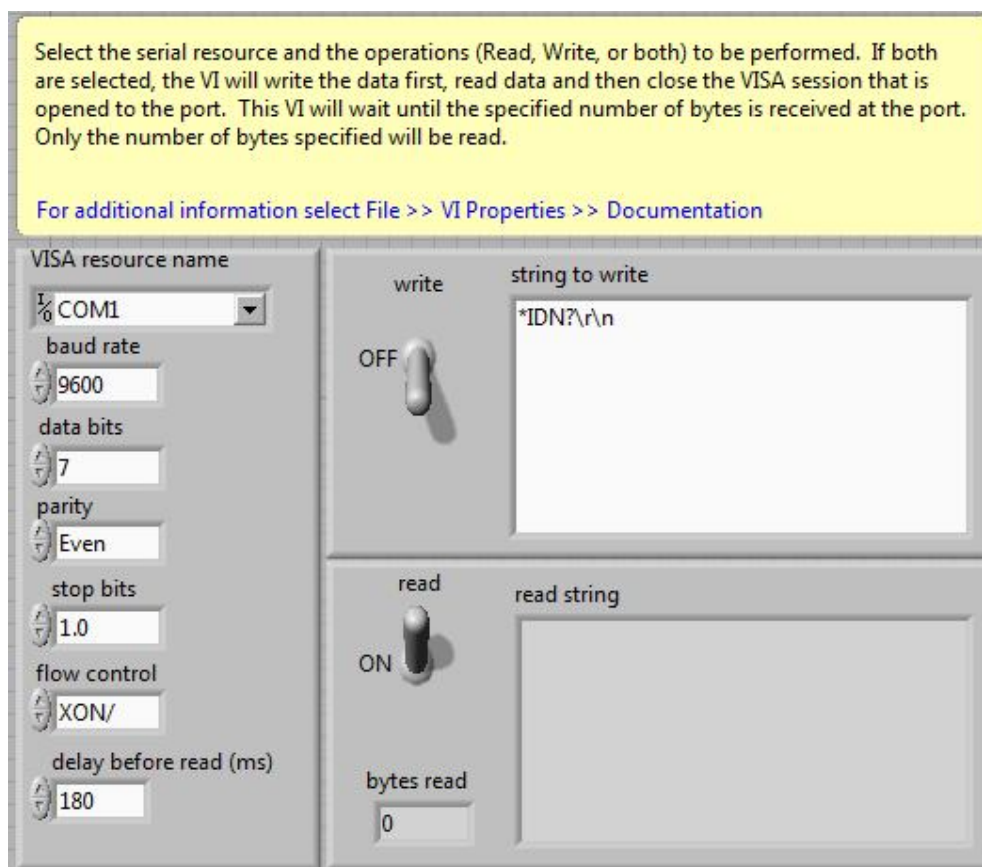 Select the serial resource and the operations (Read, Write, or both) to be performed.  If both
are selected, the VI will write the data first, read data and then close the VISA session that is
opened to the port.  This VI will wait until the specified number of bytes is received at the port.
Only the number of bytes specified will be read.
For additional information select File >> VI Properties >> Documentation
VISA resource name
I/O COM1
baud rate
9600
data bits
7
parity
Even
stop bits
1.0
flow control
XON/
delay before read (ms)
180
write
OFF
string to write
*IDN?\r\n
read
ON
read string
bytes read
0